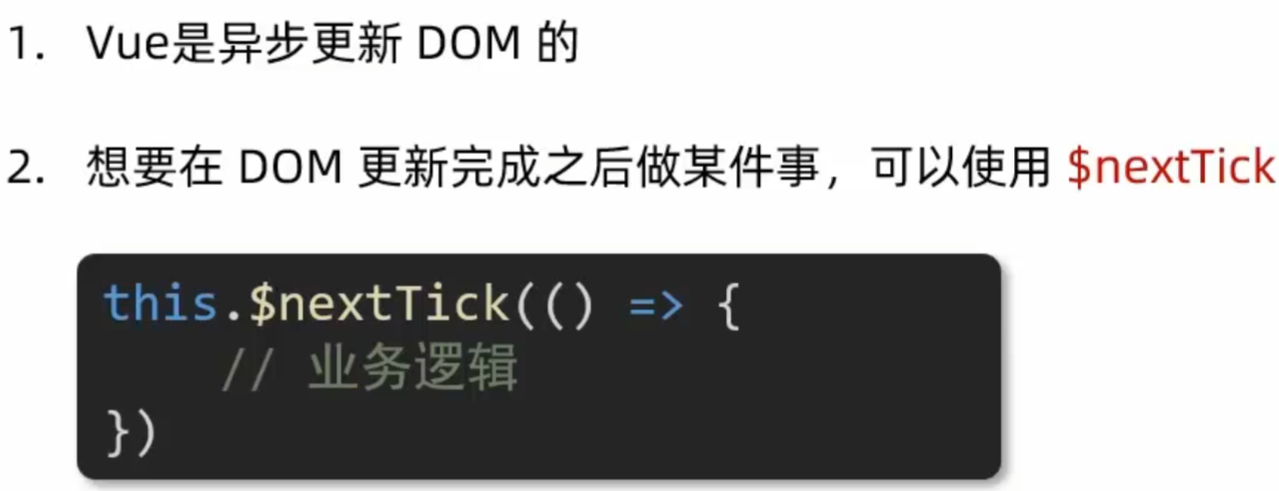 1. Vue是异步更新 DOM 的
2. 想要在 DOM 更新完成之后做某件事，可以使用 $nextTick
this.$nextTick(() => {
// 业务逻辑
})